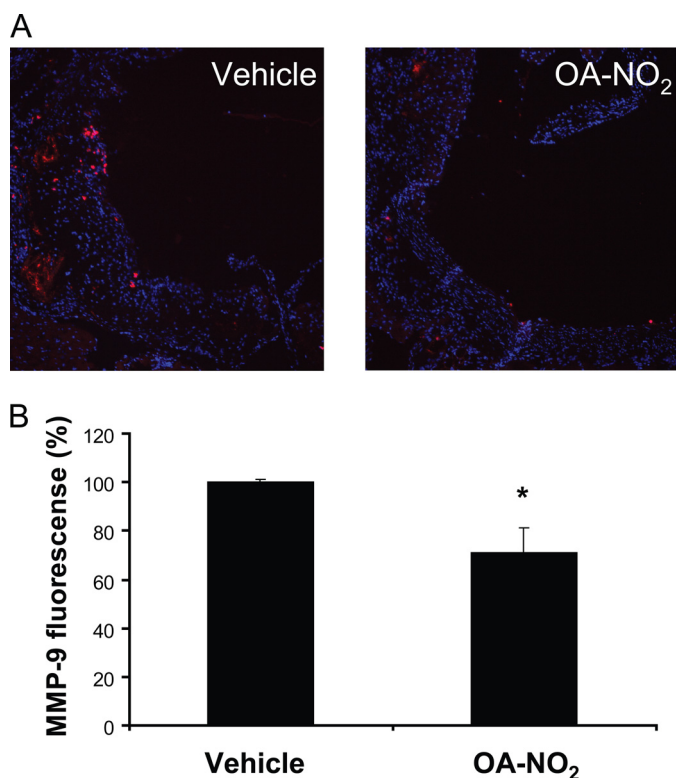 A
Vehicle
OA-NO₂
B
MMP-9 fluorescense (%)
120
100
80
60
40
20
0
*
Vehicle
OA-NO₂